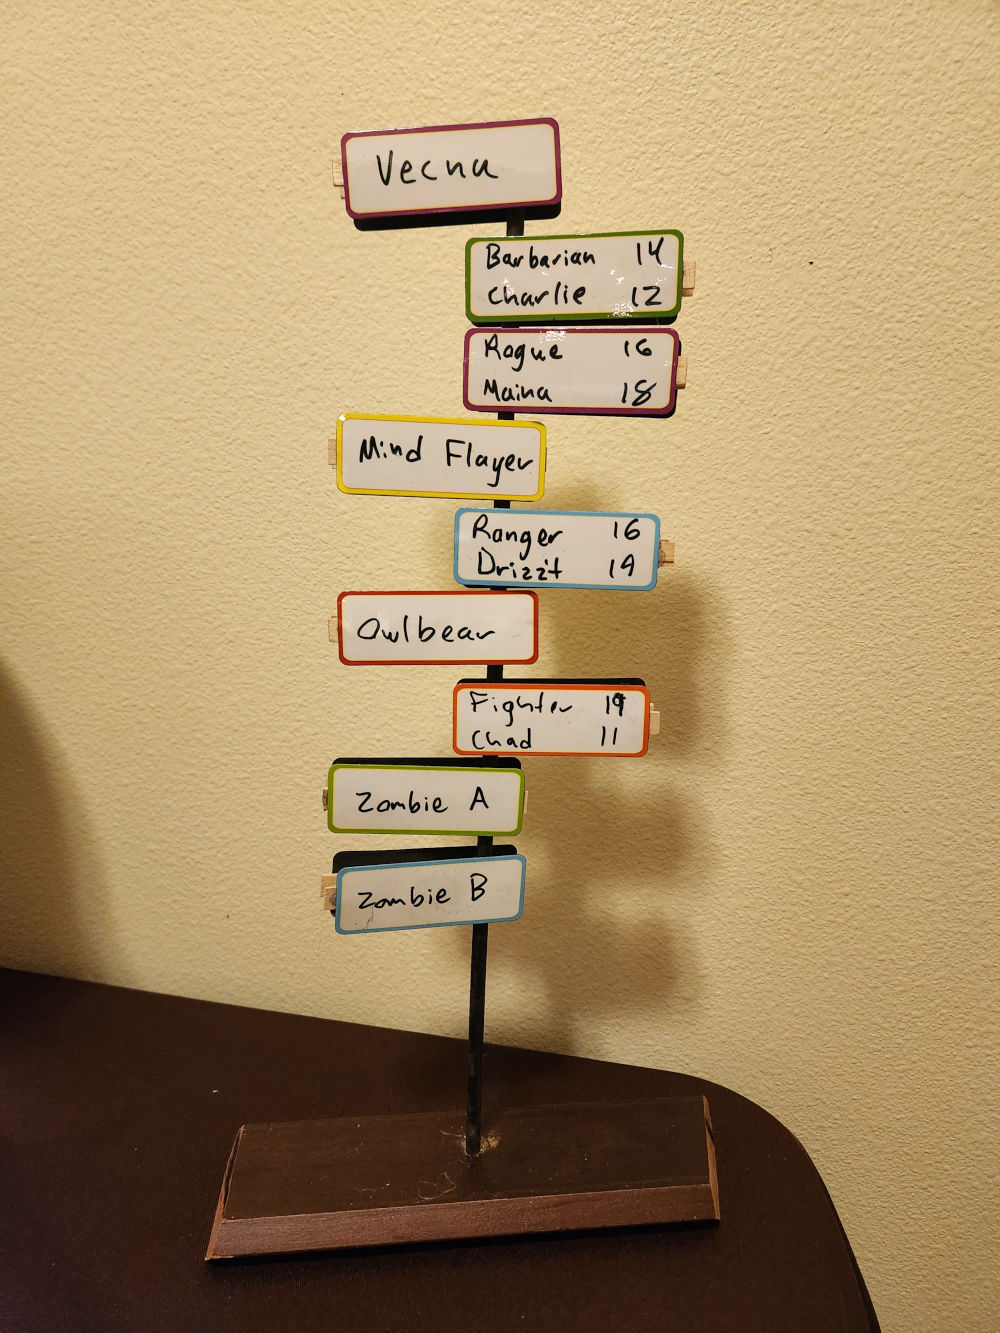 Vecna
Barbarian 14
Charlie 12
Rogue 16
Maina 18
Mind Flayer
Ranger 16
Drizzt 19
Owlbear
Fighter 19
Chad 11
Zombie A
Zombie B